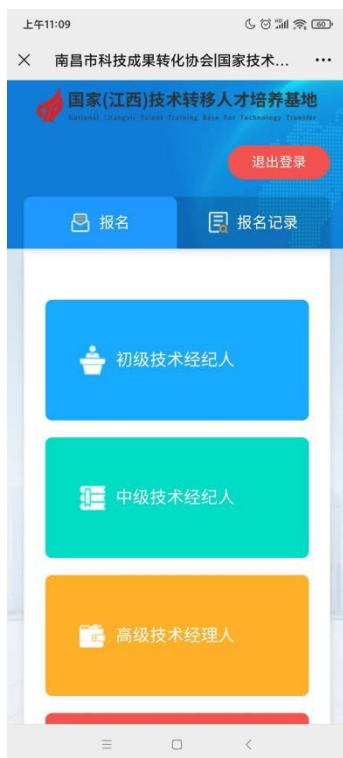 上午11:09
60
南昌市科技成果转化协会|国家技术...
国家(江西)技术转移人才培养基地
National (Jiangxi) Talent Training Base For Technology Transfer
退出登录
报名
报名记录
初级技术经纪人
中级技术经纪人
高级技术经理人